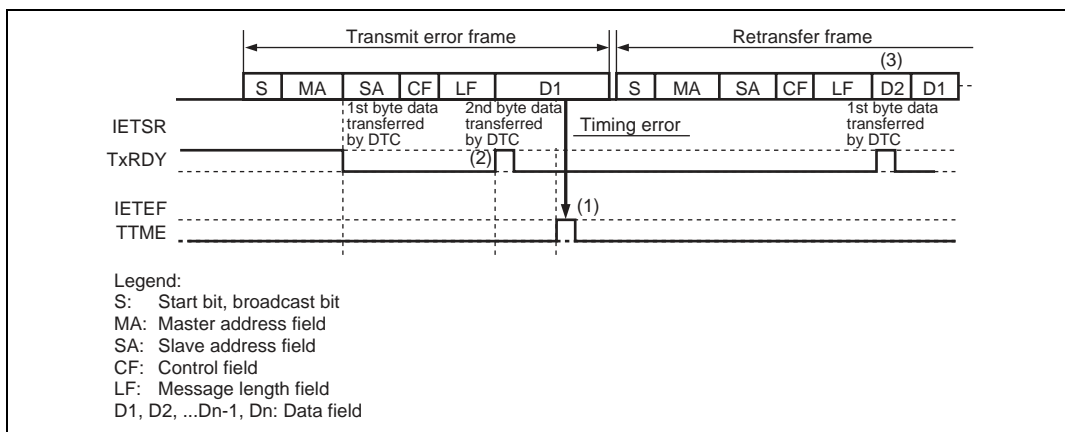 Transmit error frame Retransfer frame
(3)
S MA SA CF LF D1 S MA SA CF LF D2 D1
1st byte data transferred by DTC
2nd byte data transferred by DTC
Timing error
1st byte data transferred by DTC
IETSR
TxRDY
(2)
IETEF
TTME
(1)
Legend:
S: Start bit, broadcast bit
MA: Master address field
SA: Slave address field
CF: Control field
LF: Message length field
D1, D2, ...Dn-1, Dn: Data field